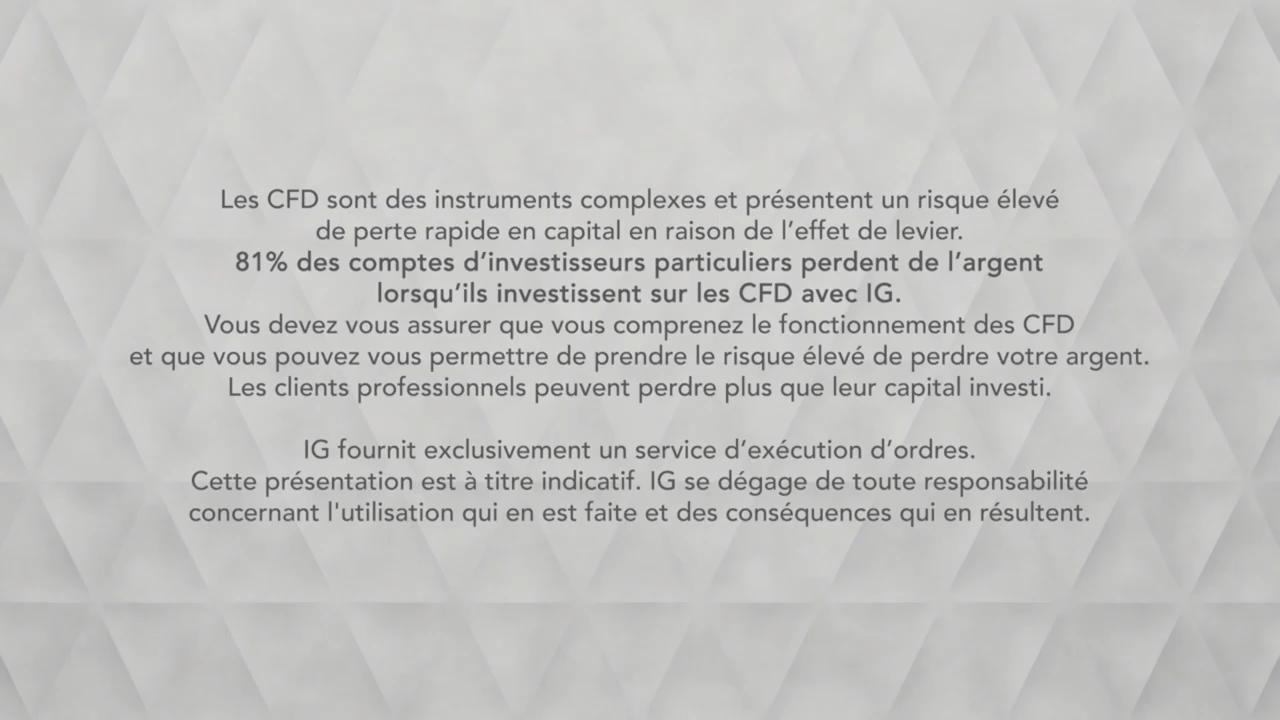 Les CFD sont des instruments complexes et présentent un risque élevé
de perte rapide en capital en raison de l’effet de levier.
81% des comptes d’investisseurs particuliers perdent de l’argent
lorsqu’ils investissent sur les CFD avec IG.
Vous devez vous assurer que vous comprenez le fonctionnement des CFD
et que vous pouvez vous permettre de prendre le risque élevé de perdre votre argent.
Les clients professionnels peuvent perdre plus que leur capital investi.
IG fournit exclusivement un service d’exécution d’ordres.
Cette présentation est à titre indicatif. IG se dégage de toute responsabilité
concernant l'utilisation qui en est faite et des conséquences qui en résultent.